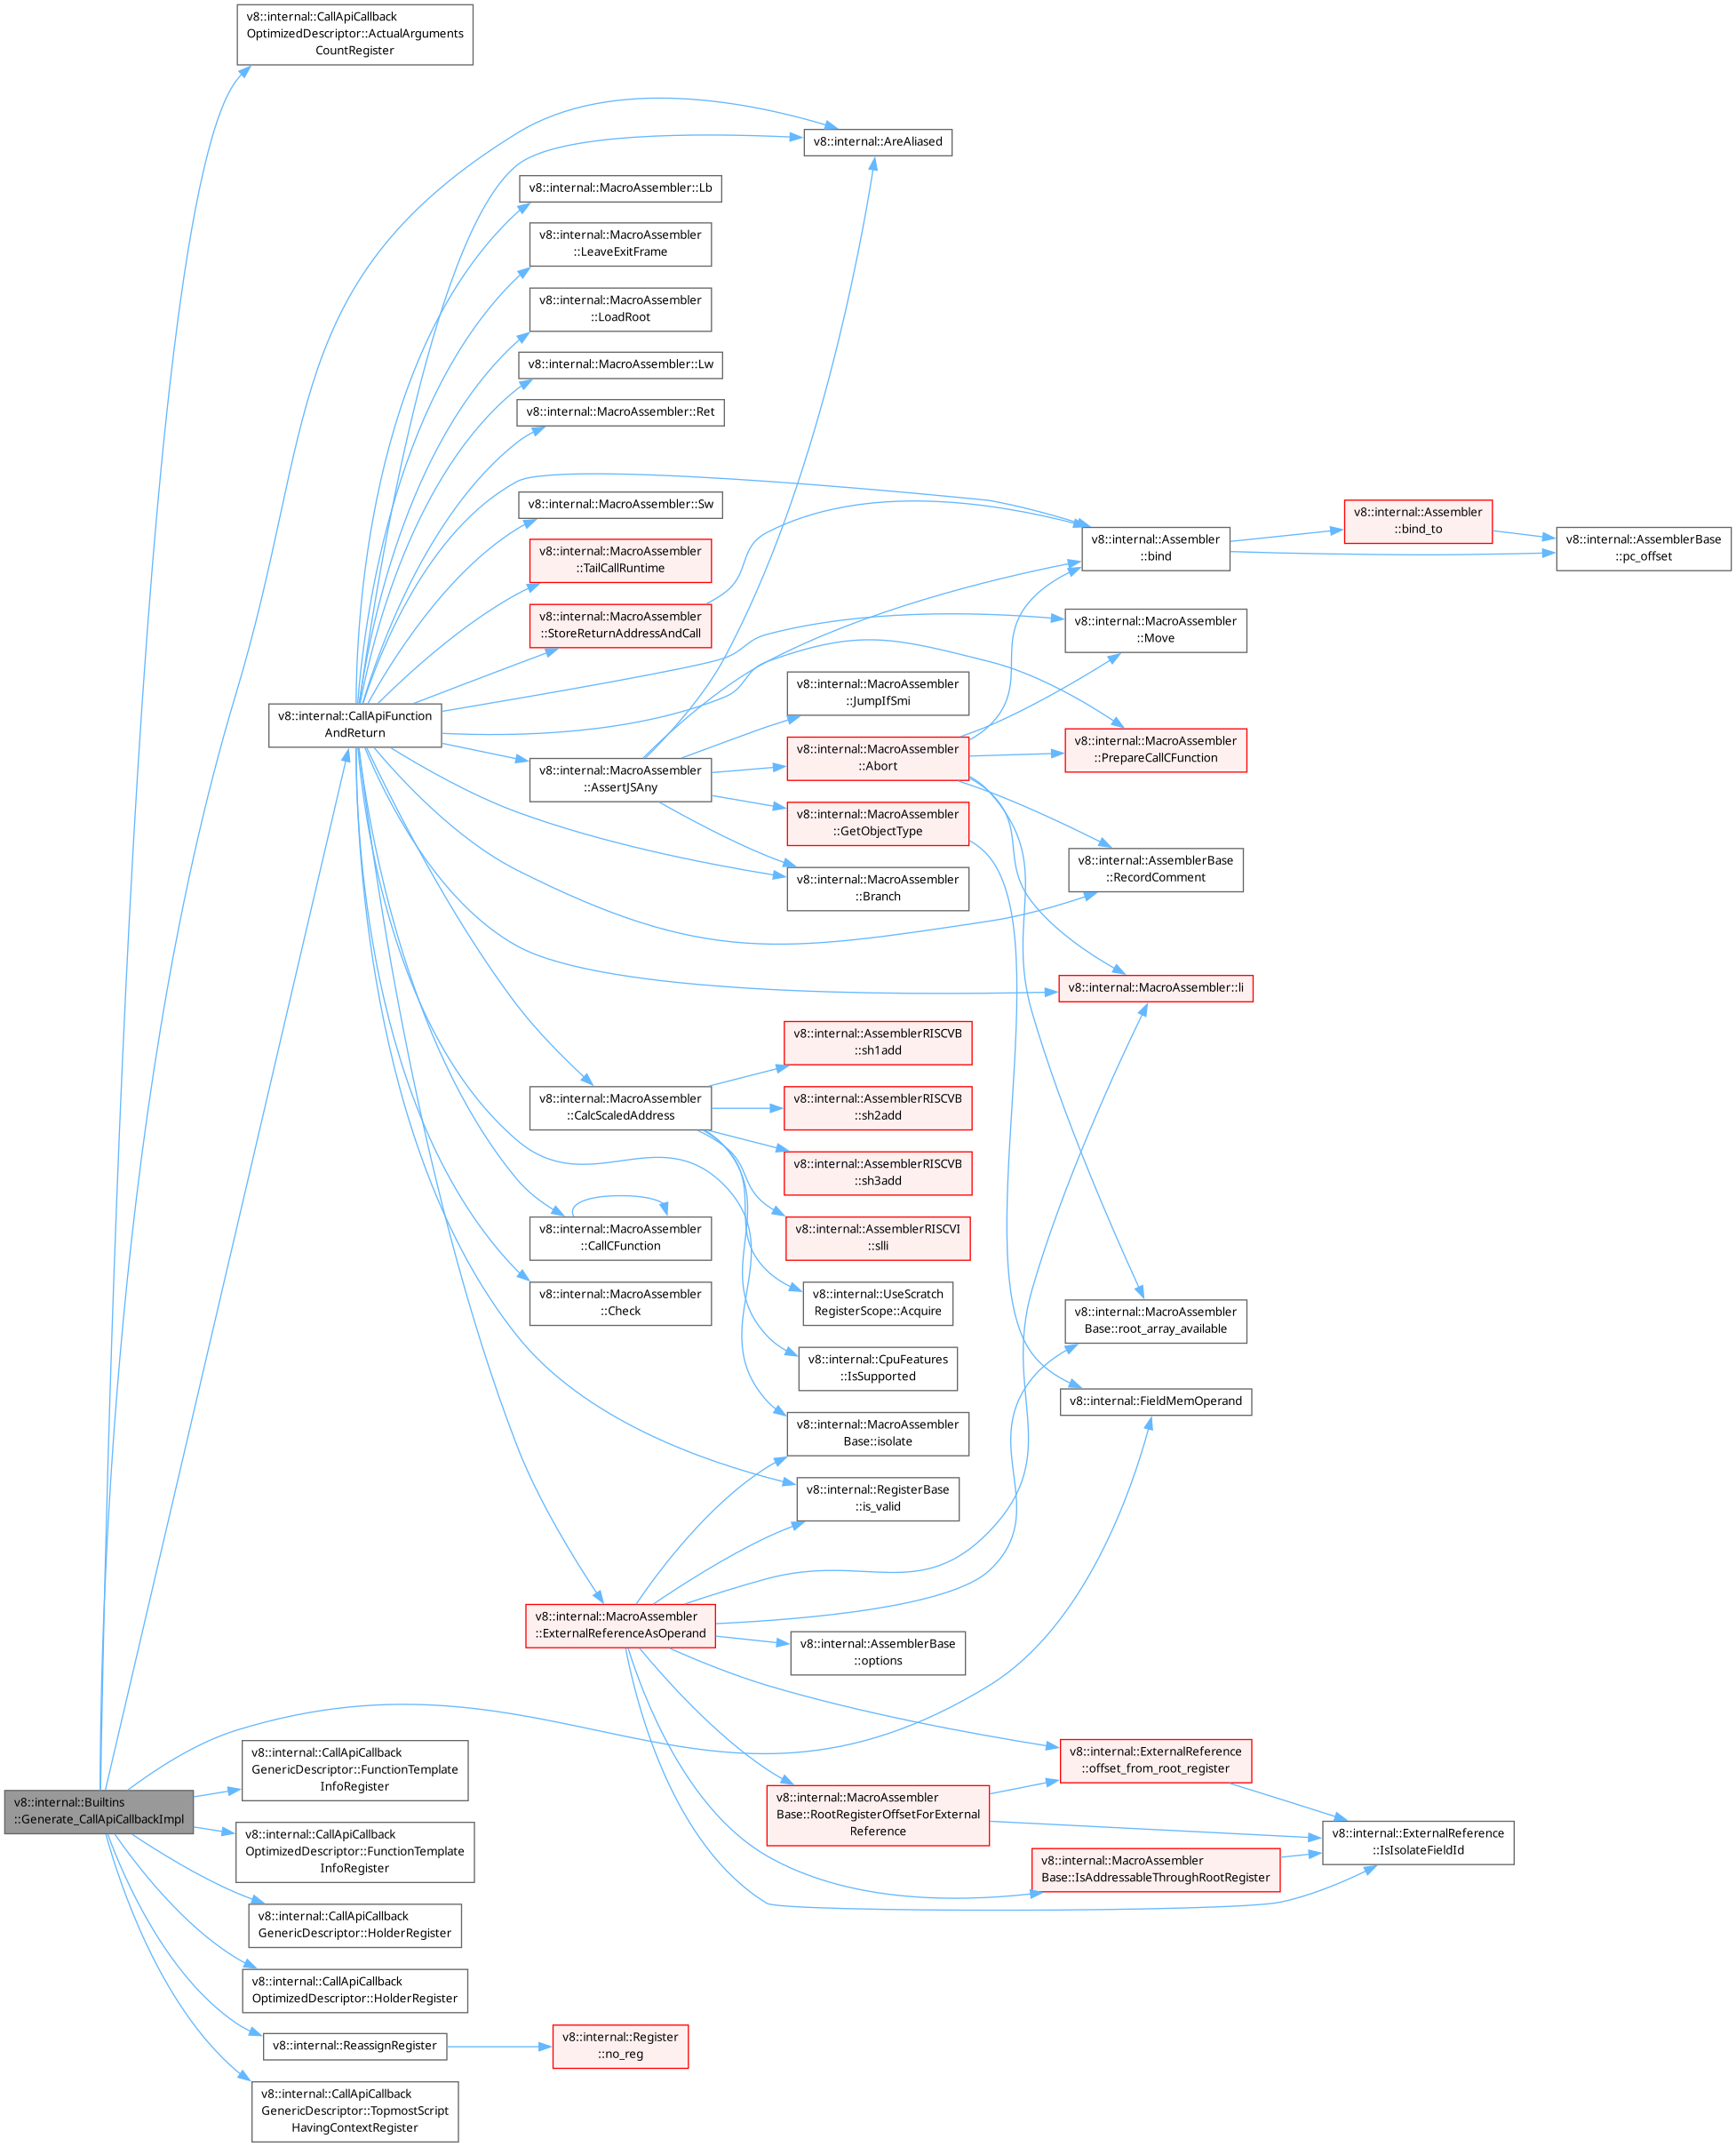 v8::internal::CallApiCallback
OptimizedDescriptor::ActualArguments
CountRegister
v8::internal::AreAliased
v8::internal::MacroAssembler::Lb
v8::internal::MacroAssembler
::LeaveExitFrame
v8::internal::MacroAssembler
::LoadRoot
v8::internal::MacroAssembler::Lw
v8::internal::MacroAssembler::Ret
v8::internal::MacroAssembler::Sw
v8::internal::MacroAssembler
::TailCallRuntime
v8::internal::MacroAssembler
::StoreReturnAddressAndCall
v8::internal::Assembler
::bind
v8::internal::Assembler
::bind_to
v8::internal::AssemblerBase
::pc_offset
v8::internal::MacroAssembler
::Move
v8::internal::CallApiFunction
AndReturn
v8::internal::MacroAssembler
::JumpIfSmi
v8::internal::MacroAssembler
::AssertJSAny
v8::internal::MacroAssembler
::Abort
v8::internal::MacroAssembler
::PrepareCallCFunction
v8::internal::MacroAssembler
::GetObjectType
v8::internal::MacroAssembler
::Branch
v8::internal::AssemblerBase
::RecordComment
v8::internal::MacroAssembler::li
v8::internal::AssemblerRISCVB
::sh1add
v8::internal::MacroAssembler
::CalcScaledAddress
v8::internal::AssemblerRISCVB
::sh2add
v8::internal::AssemblerRISCVB
::sh3add
v8::internal::MacroAssembler
::CallCFunction
v8::internal::AssemblerRISCVI
::slli
v8::internal::MacroAssembler
::Check
v8::internal::UseScratch
RegisterScope::Acquire
v8::internal::MacroAssembler
Base::root_array_available
v8::internal::CpuFeatures
::IsSupported
v8::internal::FieldMemOperand
v8::internal::MacroAssembler
Base::isolate
v8::internal::RegisterBase
::is_valid
v8::internal::MacroAssembler
::ExternalReferenceAsOperand
v8::internal::AssemblerBase
::options
v8::internal::CallApiCallback
GenericDescriptor::FunctionTemplate
InfoRegister
v8::internal::ExternalReference
::offset_from_root_register
v8::internal::Builtins
::Generate_CallApiCallbackImpl
v8::internal::MacroAssembler
Base::RootRegisterOffsetForExternal
Reference
v8::internal::CallApiCallback
OptimizedDescriptor::FunctionTemplate
InfoRegister
v8::internal::ExternalReference
::IsIsolateFieldId
v8::internal::MacroAssembler
Base::IsAddressableThroughRootRegister
v8::internal::CallApiCallback
GenericDescriptor::HolderRegister
v8::internal::CallApiCallback
OptimizedDescriptor::HolderRegister
v8::internal::ReassignRegister
v8::internal::Register
::no_reg
v8::internal::CallApiCallback
GenericDescriptor::TopmostScript
HavingContextRegister